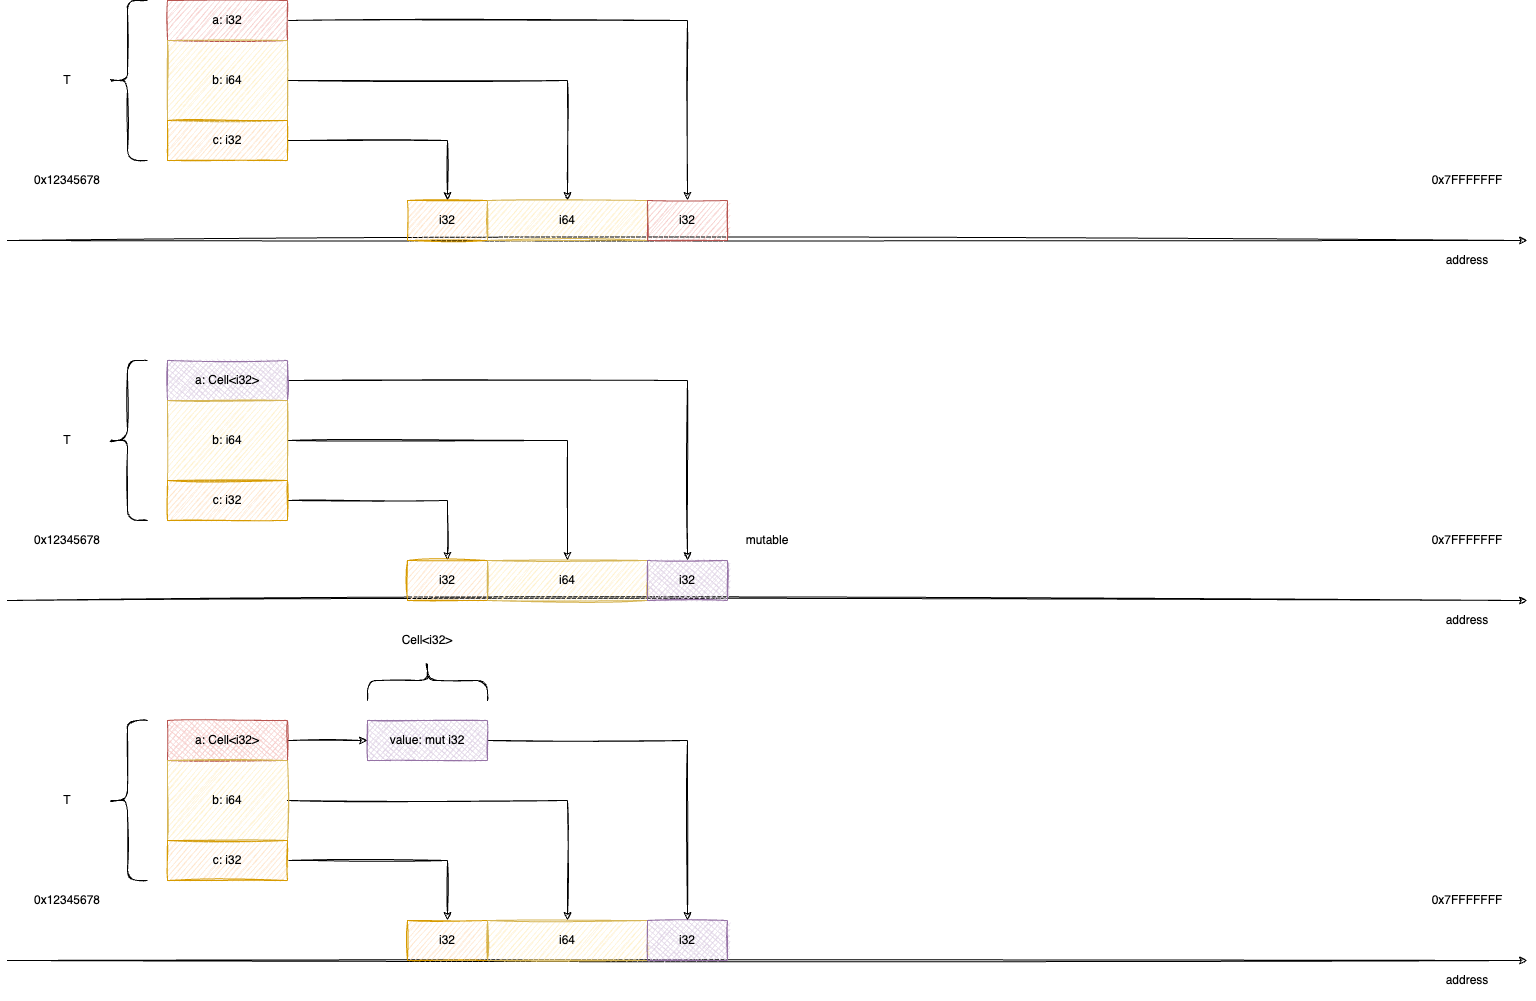 a: i32
T
b: i64
c: i32
0x12345678
0x7FFFFFFF
i32
i64
i32
address
a: Cell<i32>
T
b: i64
c: i32
0x12345678
mutable
0x7FFFFFFF
i32
i64
i32
address
Cell<i32>
a: Cell<i32>
value: mut i32
T
b: i64
c: i32
0x12345678
0x7FFFFFFF
i32
i64
i32
address